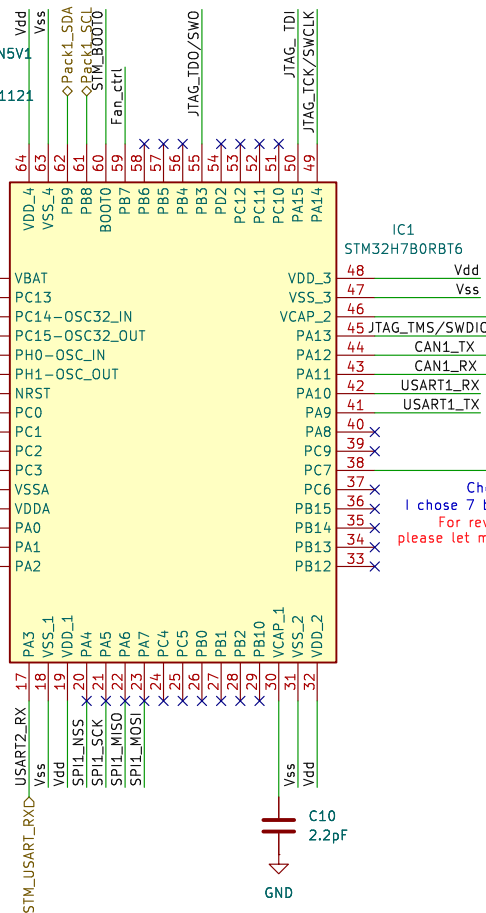 Vdd
Vss
Pack1_SDA
Pack1_SCL
STM_BOOT0
Fan_ctrl
JTAG_TDO/SWO
JTAG_TDI
JTAG_TCK/SWCLK
N5V1
1121
64
63
62
61
60
59
58
57
56
55
54
53
52
51
50
49
VDD_4
VSS_4
PB9
PB8
BOOT0
PB7
PB6
PB5
PB4
PB3
PD2
PC12
PC11
PC10
PA15
PA14
IC1
STM32H7B0RBT6
VBAT
PC13
PC14-OSC32_IN
PC15-OSC32_OUT
PH0-OSC_IN
PH1-OSC_OUT
NRST
PC0
PC1
PC2
PC3
VSSA
VDDA
PA0
PA1
PA2
VDD_3 48 Vdd
VSS_3 47 Vss
VCAP_2 46
PA13 45 JTAG_TMS/SWDIO
PA12 44 CAN1_TX
PA11 43 CAN1_RX
PA10 42 USART1_RX
PA9 41 USART1_TX
PA8 40
PC9 39
PC7 38
PC6 37
PB15 36
PB14 35
PB13 34
PB12 33
Cho
I chose 7 b
For rev
please let m
PA3
VSS_1
VDD_1
PA4
PA5
PA6
PA7
PC4
PC5
PB0
PB1
PB2
PB10
VCAP_1
VSS_2
VDD_2
17
18
19
20
21
22
23
24
25
26
27
28
29
30
31
32
USART2_RX
Vss
Vdd
SPI1_NSS
SPI1_SCK
SPI1_MISO
SPI1_MOSI
Vss
Vdd
STM_USART_RXD
C10
2.2pF
GND